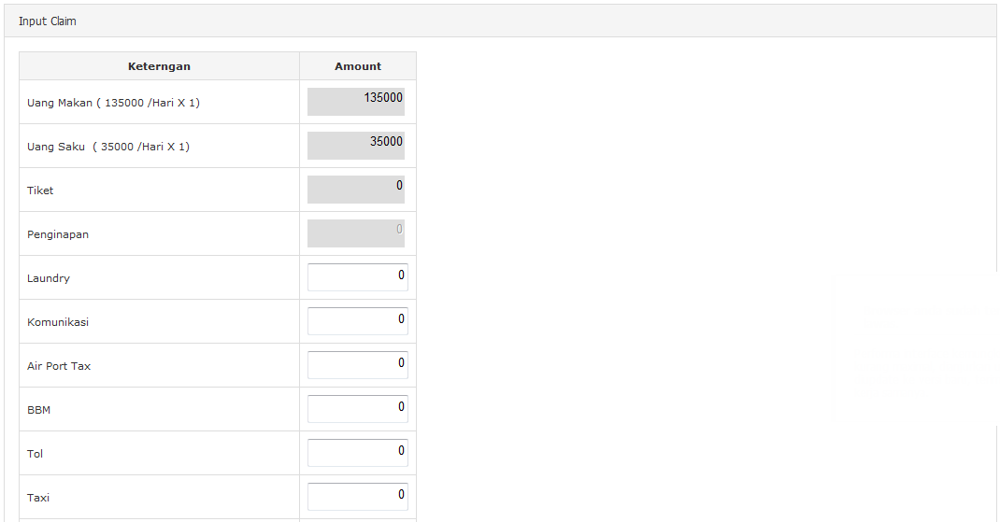 Input Claim
Keterngan Amount
Uang Makan ( 135000 /Hari X 1) 135000
Uang Saku ( 35000 /Hari X 1) 35000
Tiket 0
Penginapan 0
Laundry 0
Komunikasi 0
Air Port Tax 0
BBM 0
Tol 0
Taxi 0